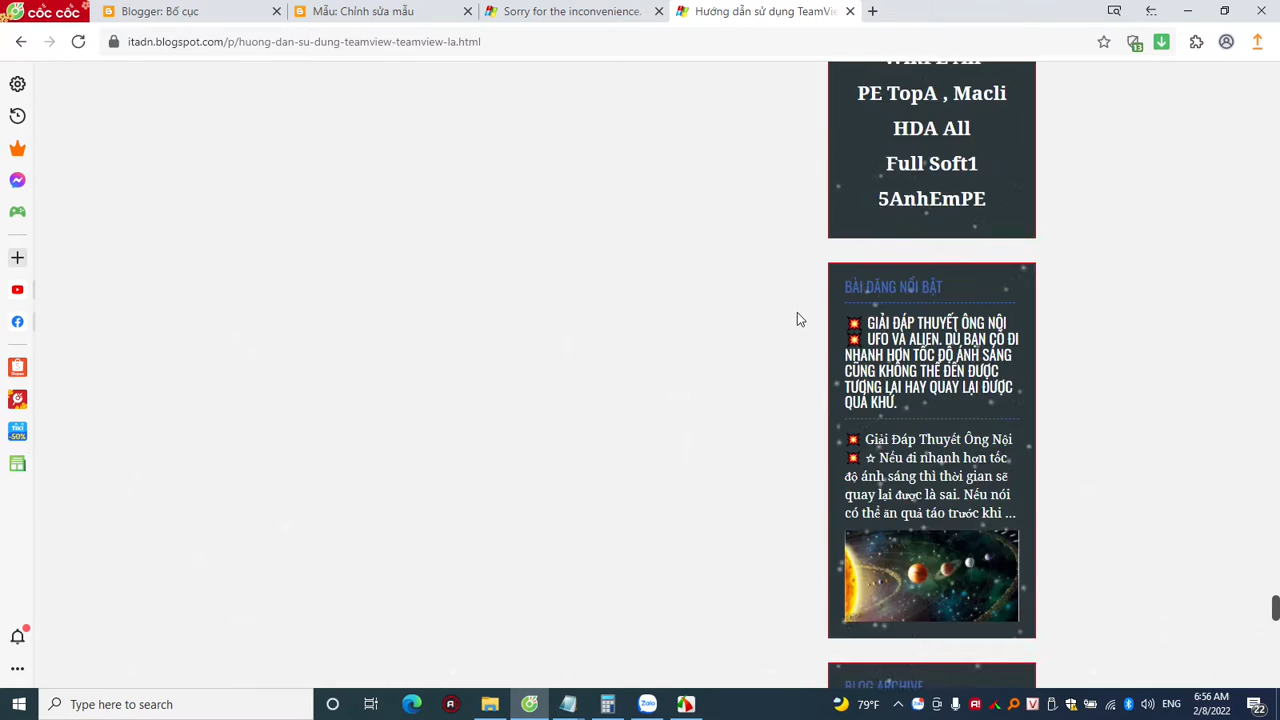 cốc cốc
Blogger: Bố cục
Mẫu: Chỉnh sửa mẫu
Sorry for the inconvenience.
Hướng dẫn sử dụng TeamVie
itadn.blogspot.com/p/huong-dan-su-dung-teamview-teamview-la.html
13
PE TopA , Macli
HDA All
Full Soft1
5AnhEmPE
BÀI ĐĂNG NỔI BẬT
💥 GIẢI ĐÁP THUYẾT ÔNG NỘI
💥 UFO VÀ ALIEN. DÙ BẠN CÓ ĐI
NHANH HƠN TỐC ĐỘ ÁNH SÁNG
CŨNG KHÔNG THỂ ĐẾN ĐƯỢC
TƯƠNG LAI HAY QUAY LẠI ĐƯỢC
QUÁ KHỨ.
💥 Giải Đáp Thuyết Ông Nội
💥 ☆ Nếu đi nhanh hơn tốc
độ ánh sáng thì thời gian sẽ
quay lại được là sai. Nếu nói
có thể ăn quả táo trước khi ...
BLOG ARCHIVE
Type here to search
79°F
ENG
6:56 AM
2/8/2022
22